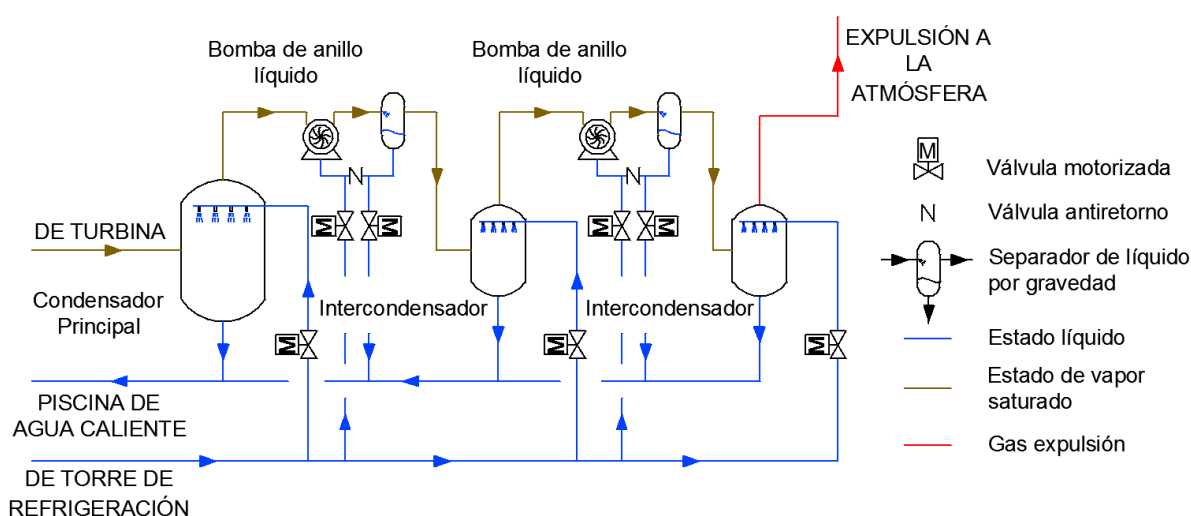 Bomba de anillo
líquido
Bomba de anillo
líquido
EXPULSIÓN A
LA
ATMÓSFERA
M
Válvula motorizada
N
Válvula antiretorno
Separador de líquido
por gravedad
Estado líquido
Estado de vapor
saturado
Gas expulsión
DE TURBINA
Condensador
Principal
Intercondensador
Intercondensador
N
N
M
M
M
M
M
M
M
PISCINA DE
AGUA CALIENTE
DE TORRE DE
REFRIGERACIÓN